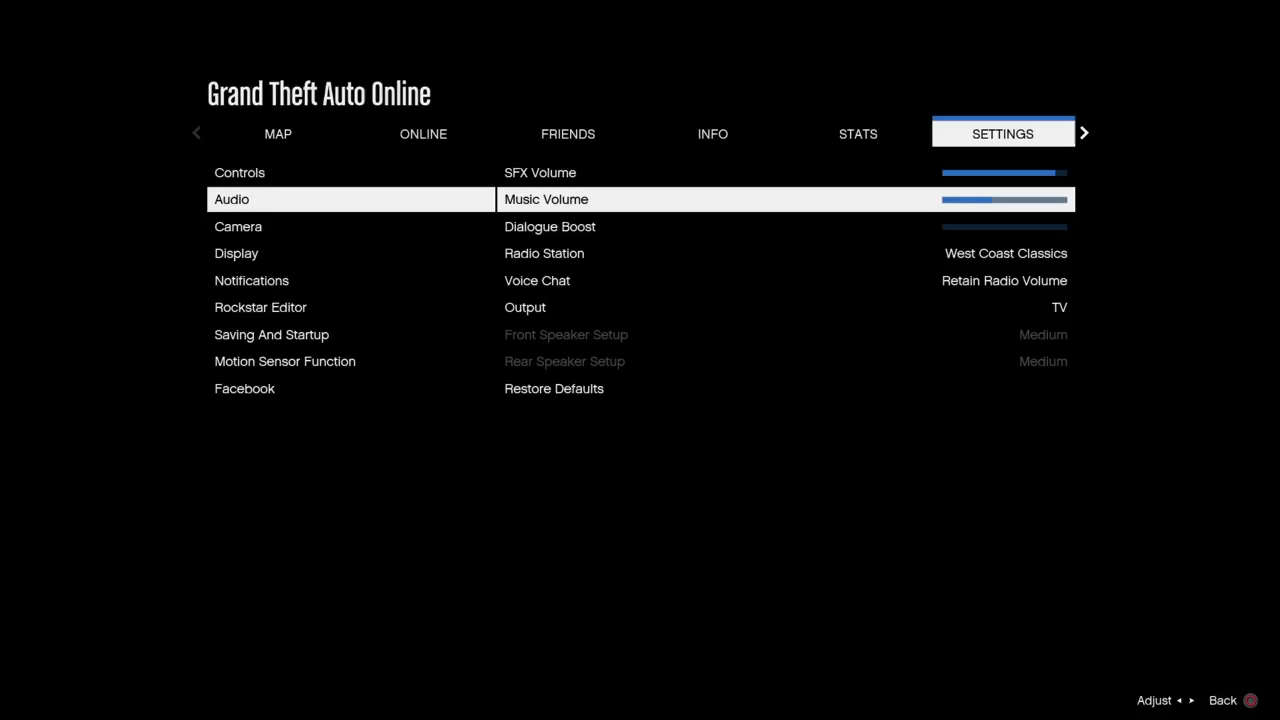 Grand Theft Auto Online
MAP ONLINE FRIENDS INFO STATS SETTINGS
Controls SFX Volume
Audio Music Volume
Camera Dialogue Boost
Display Radio Station West Coast Classics
Notifications Voice Chat Retain Radio Volume
Rockstar Editor Output TV
Saving And Startup Front Speaker Setup Medium
Motion Sensor Function Rear Speaker Setup Medium
Facebook Restore Defaults
Adjust Back